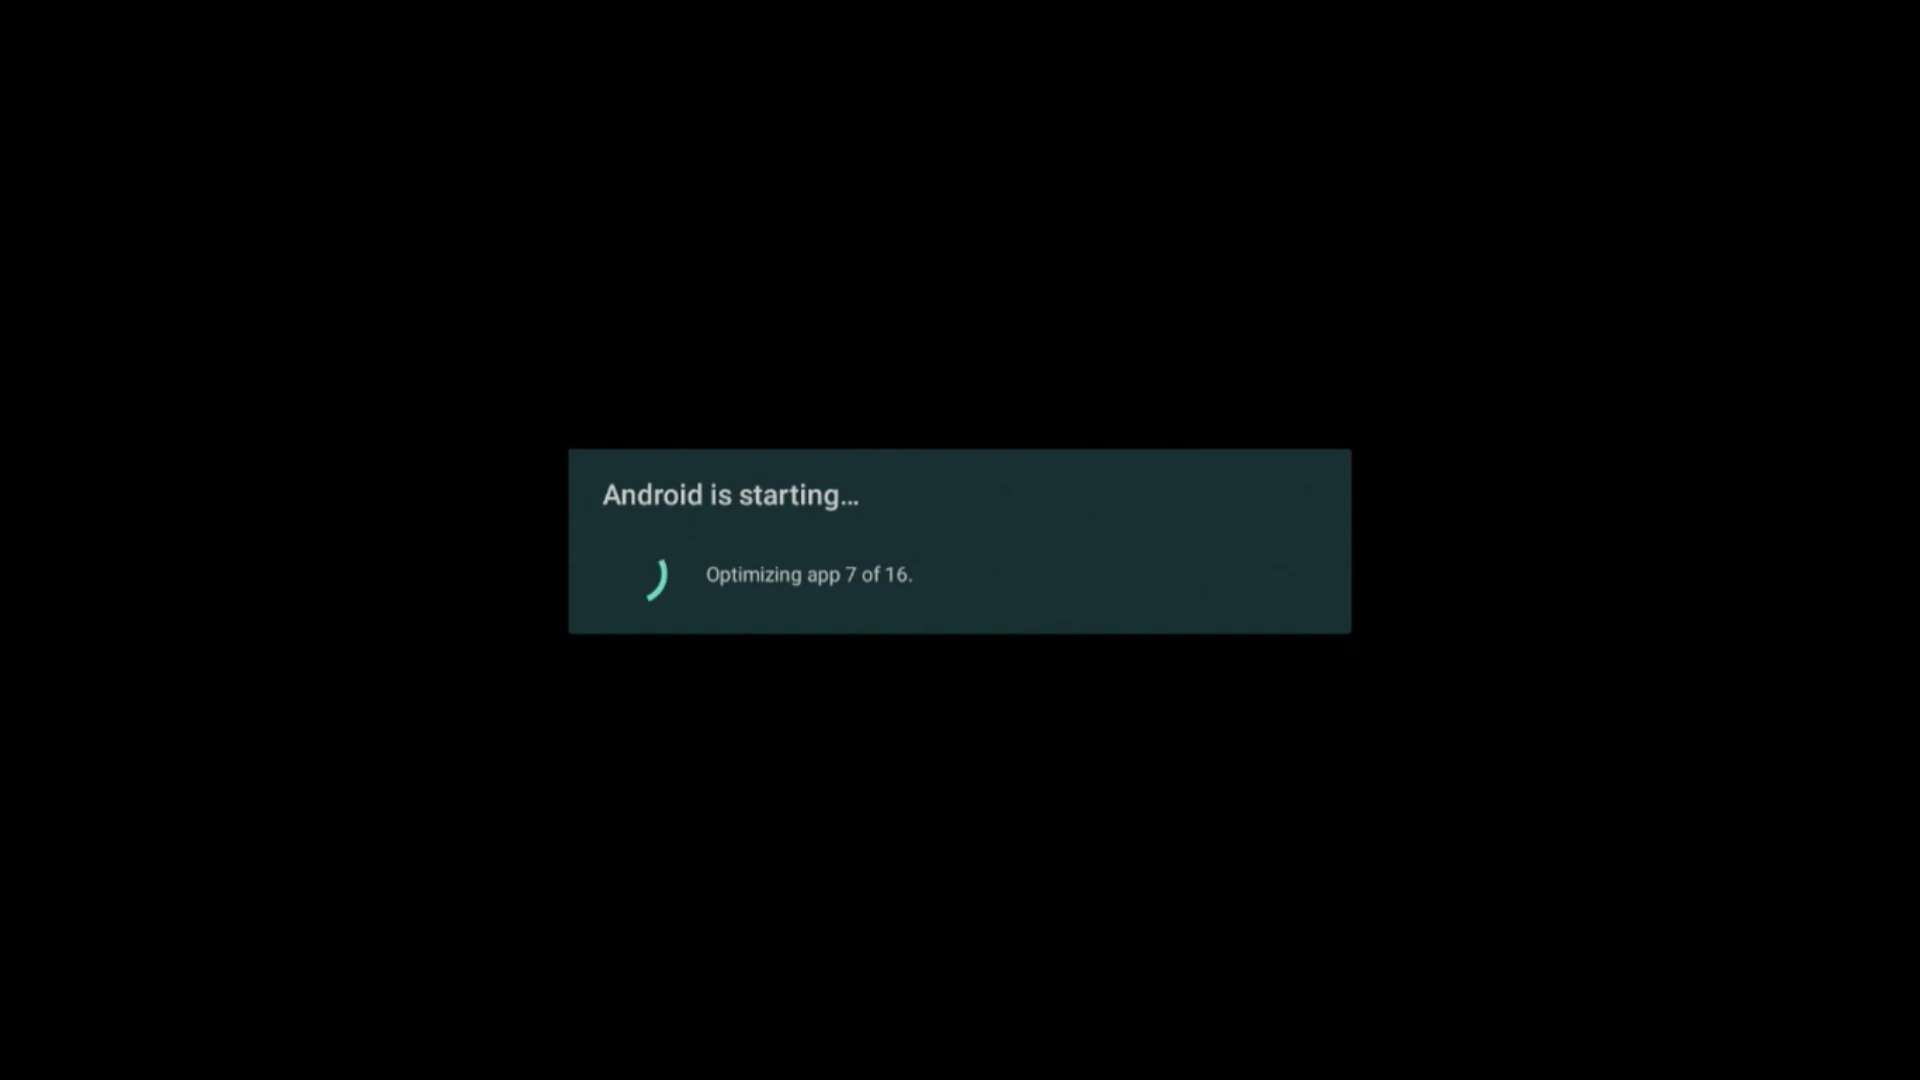 Android is starting…
Optimizing app 7 of 16.